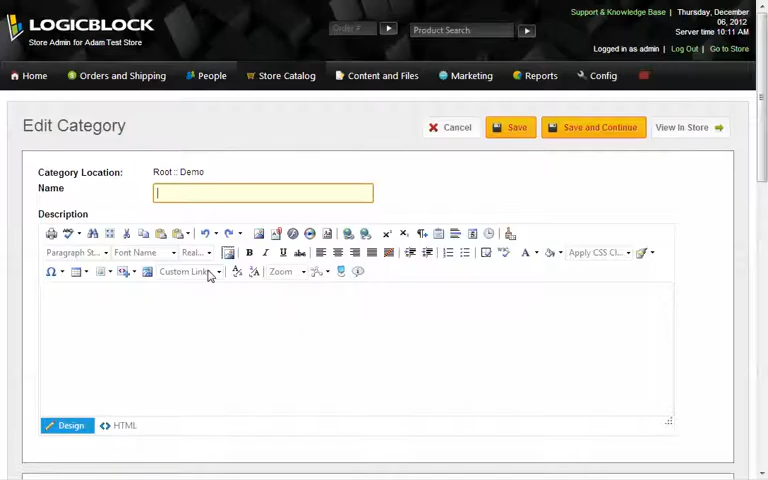 LOGICBLOCK
Store Admin for Adam Test Store
Order #
Product Search
Support & Knowledge Base | Thursday, December 06, 2012
Server time 10:11 AM
Logged in as admin | Log Out | Go to Store
Home
Orders and Shipping
People
Store Catalog
Content and Files
Marketing
Reports
Config
Edit Category
Cancel
Save
Save and Continue
View In Store
Category Location: Root :: Demo
Name
Description
Paragraph St...
Font Name
Real...
Apply CSS Cl...
Custom Links
Zoom
Design
HTML